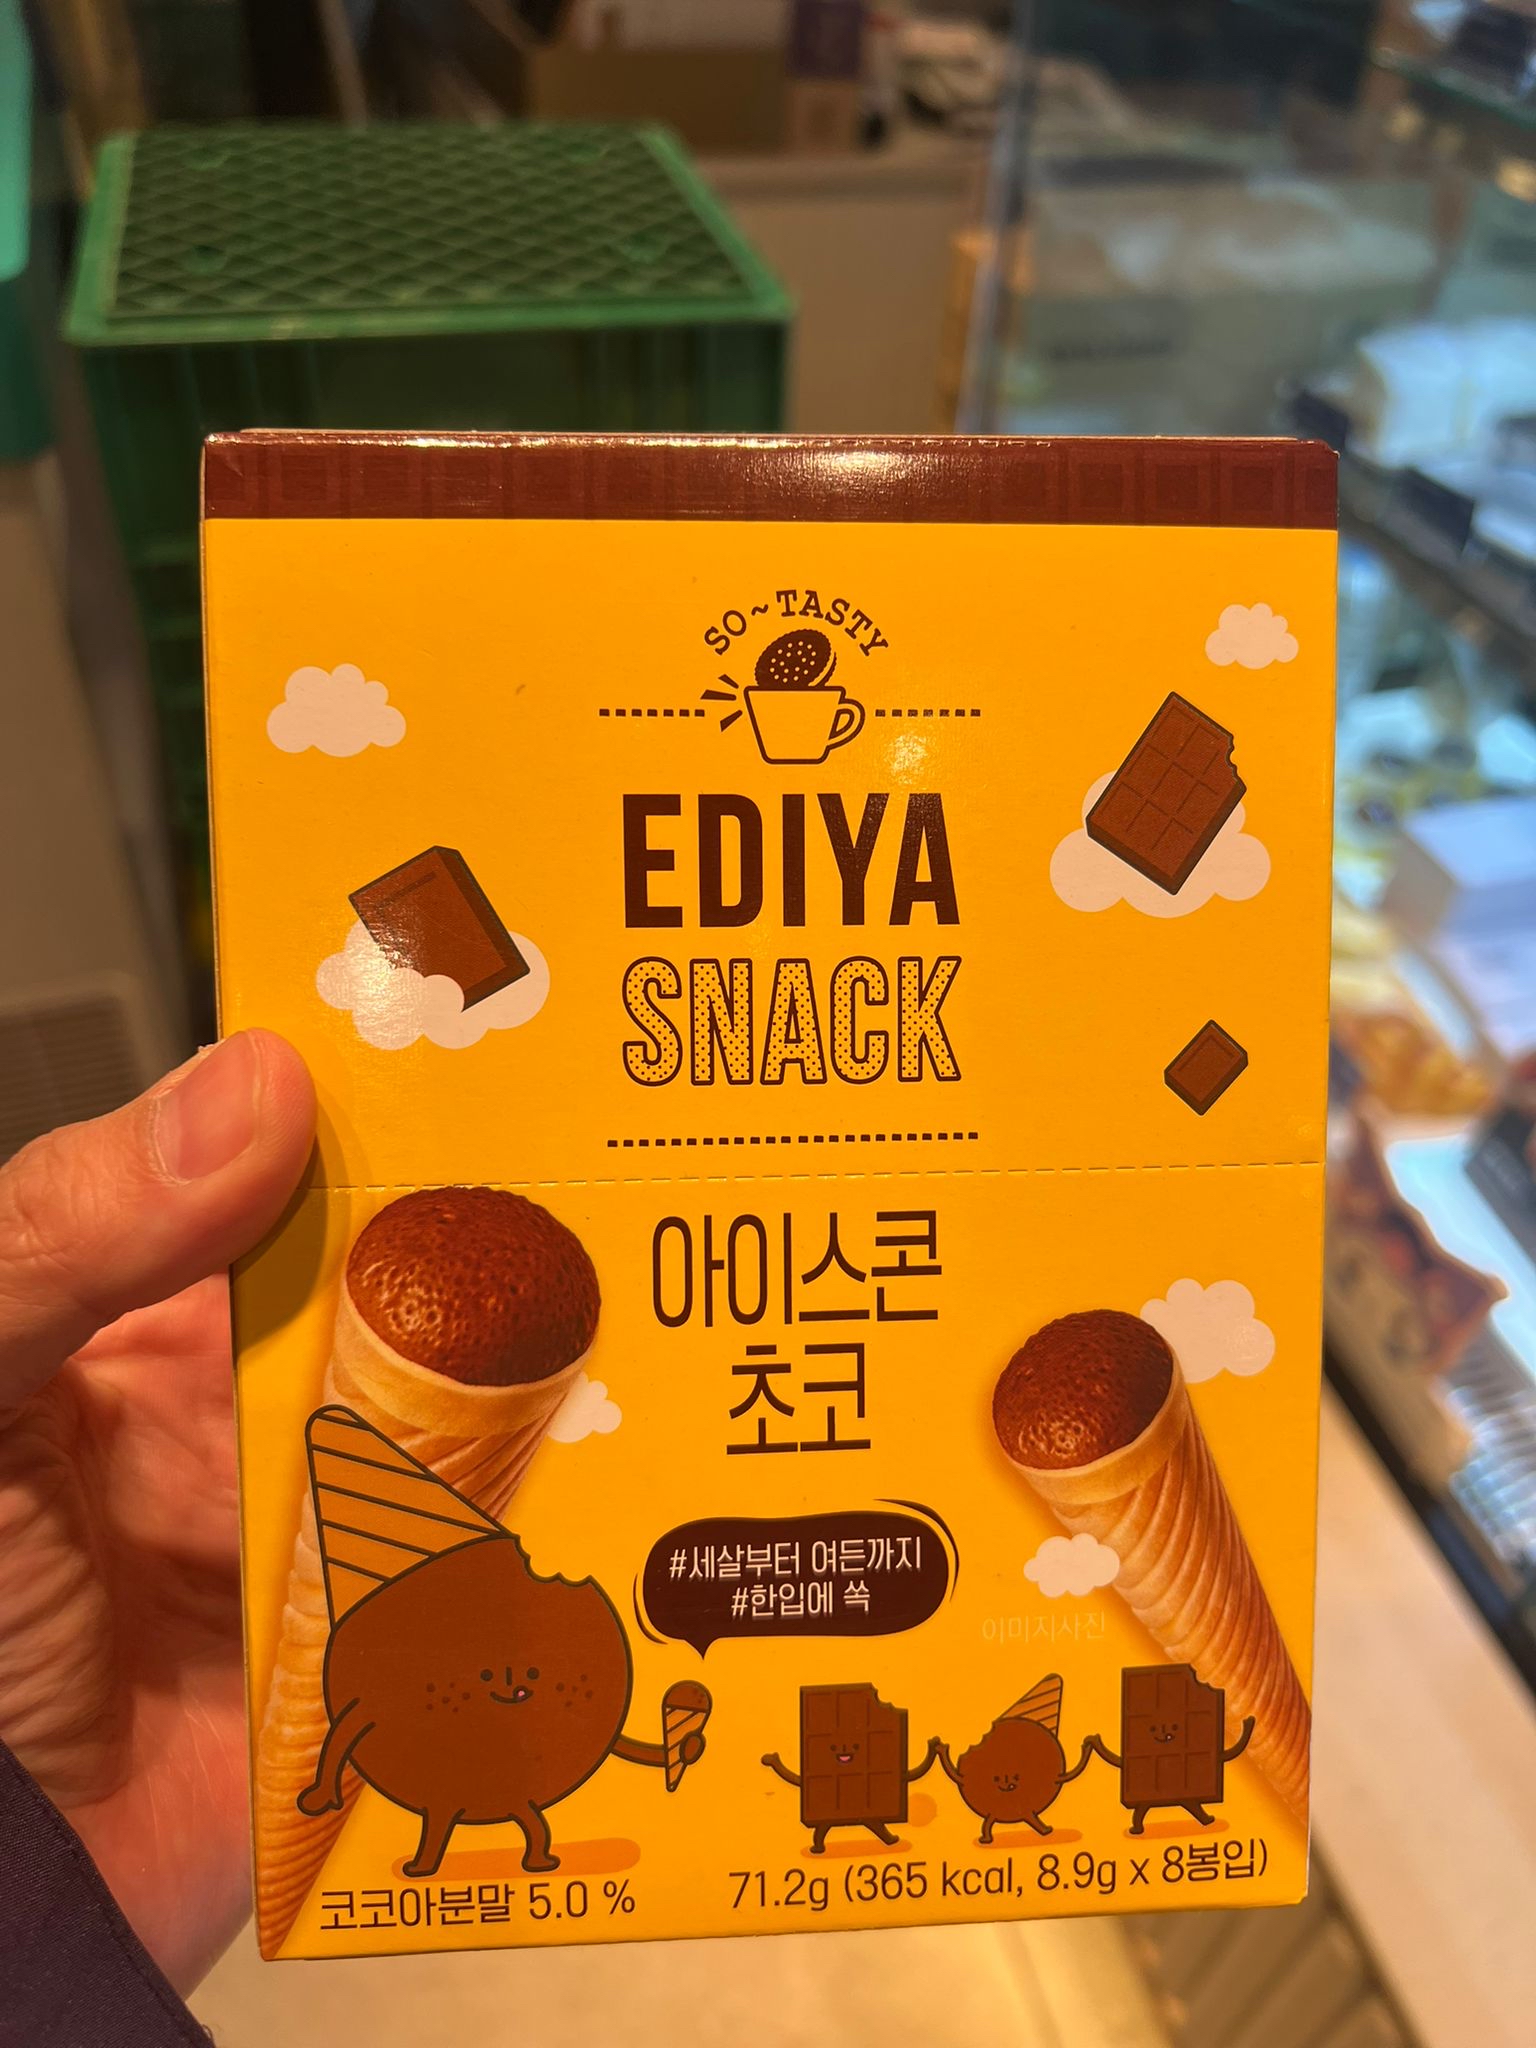 SO~TASTY
EDIYA
SNACK
아이스콘
초코
#세살부터 여든까지
#한입에 쏙
이미지사진
코코아분말 5.0 %
71.2g (365 kcal, 8.9g x 8봉입)